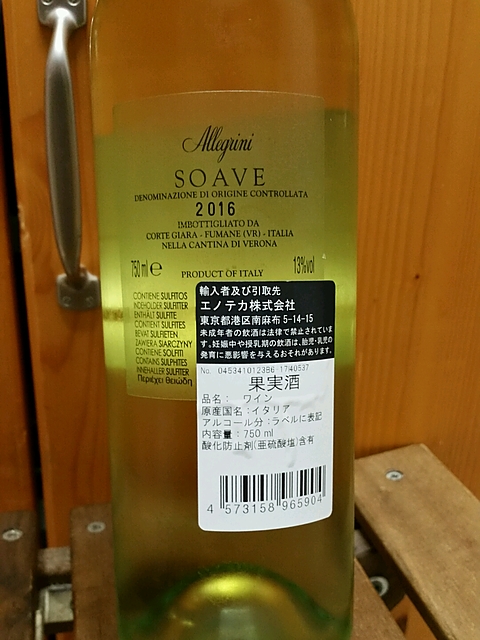 Allegrini
SOAVE
DENOMINAZIONE DI ORIGINE CONTROLLATA
2016
IMBOTTIGLIATO DA
CORTE GIARA - FUMANE (VR) - ITALIA
NELLA CANTINA DI VERONA
750 ml e
PRODUCT OF ITALY
13%vol
CONTIENE SULFITOS
INDEHOLDER SULFITTER
ENTHÄLT SULFITE
CONTIENT SULFITES
BEVAT SULFIETEN
ZAWIERA SIARCZYNY
CONTIENE SOLFITI
CONTAINS SULPHITES
INNEHALLER SULFITER
Περιέχει θειώδη
輸入者及び引取先
エノテカ株式会社
東京都港区南麻布 5-14-15
未成年者の飲酒は法律で禁止されていま
す。妊娠中や授乳期の飲酒は、胎児・乳児の
発育に悪影響を与えるおそれがあります。
No. 0453410123B6-17I40537
果実酒
品名: ワイン
原産国名:イタリア
アルコール分:ラベルに表記
内容量:750 ml
酸化防止剤(亜硫酸塩)含有
4 573158 965904